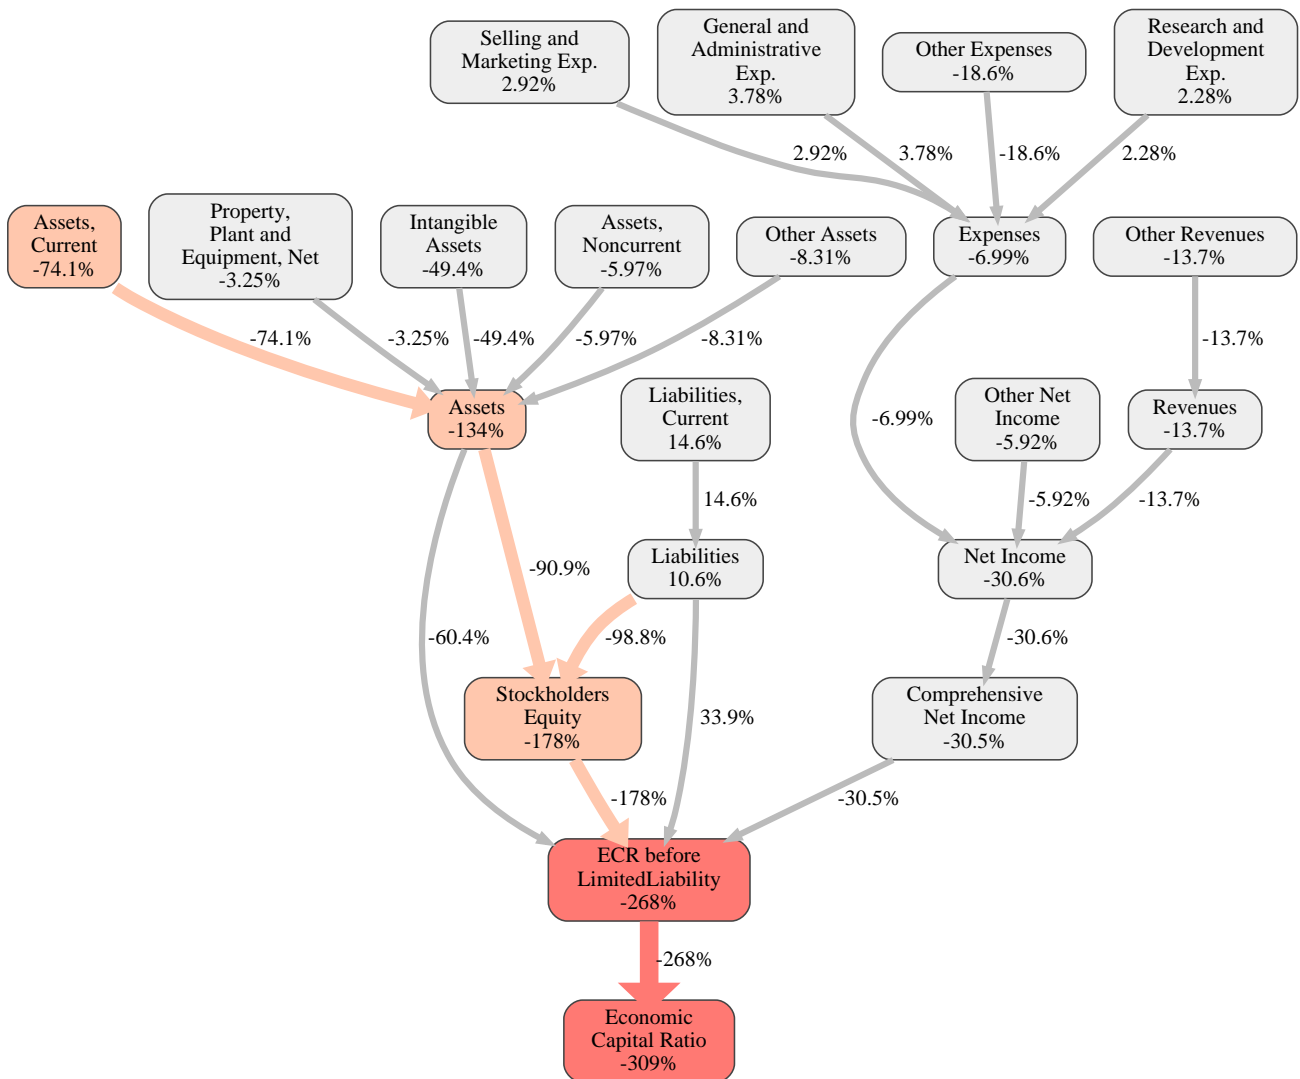 Selling and
Marketing Exp.
2.92%
General and
Administrative
Exp.
3.78%
Other Expenses
-18.6%
Research and
Development
Exp.
2.28%
2.92%
3.78%
-18.6%
2.28%
Assets,
Current
-74.1%
Property,
Plant and
Equipment, Net
-3.25%
Intangible
Assets
-49.4%
Assets,
Noncurrent
-5.97%
Other Assets
-8.31%
Expenses
-6.99%
Other Revenues
-13.7%
-74.1%
-3.25%
-49.4%
-5.97%
-8.31%
-13.7%
Assets
-134%
Liabilities,
Current
14.6%
-6.99%
Other Net
Income
-5.92%
Revenues
-13.7%
14.6%
-5.92%
-13.7%
-90.9%
Liabilities
10.6%
Net Income
-30.6%
-60.4%
-98.8%
-30.6%
Stockholders
Equity
-178%
33.9%
Comprehensive
Net Income
-30.5%
-178%
-30.5%
ECR before
LimitedLiability
-268%
-268%
Economic
Capital Ratio
-309%